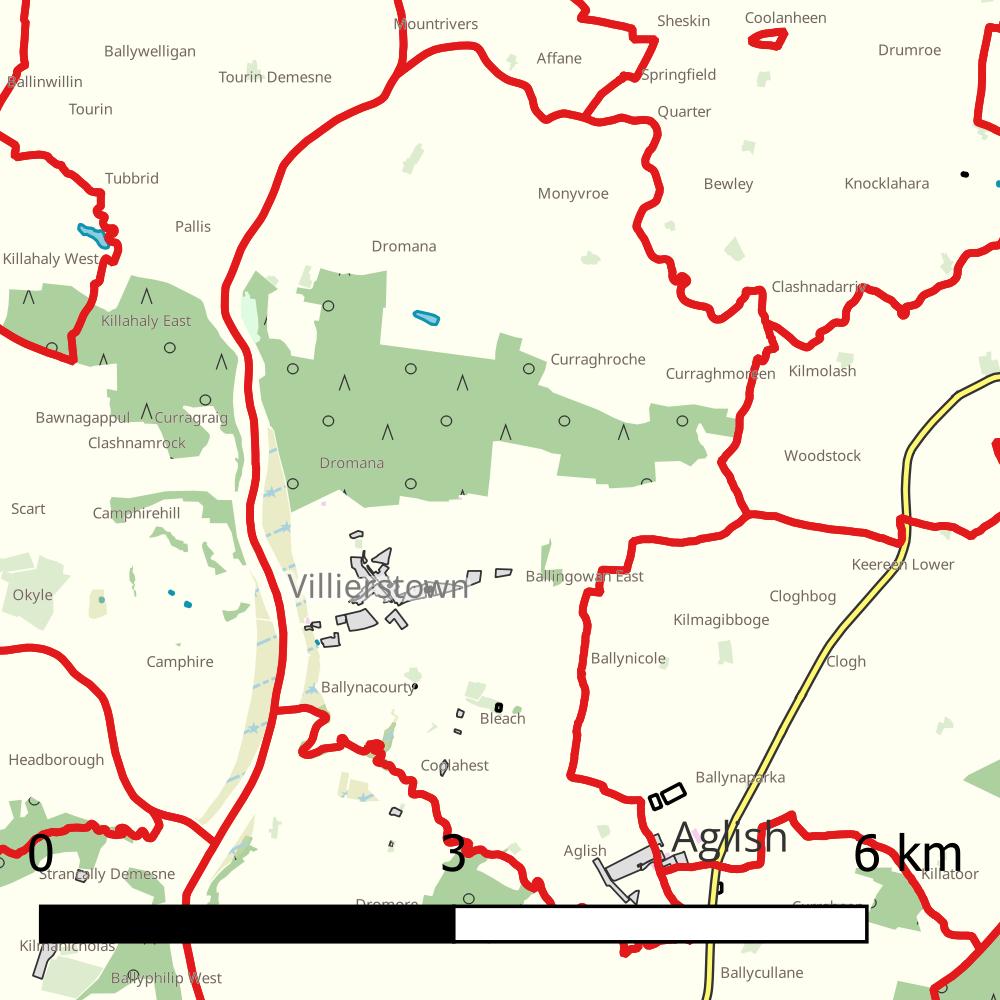 Sheskin
Coolanheen
Mountrivers
Ballywelligan
Drumroe
Affane
Springfield
Tourin Demesne
Ballinwillin
Tourin
Quarter
Tubbrid
Bewley
Knocklahara
Monyvroe
Pallis
Dromana
Killahaly West
Clashnadarriv
Killahaly East
Curraghroche
Curraghmoreen
Kilmolash
Bawnagappul
Curragraig
Clashnamrock
Woodstock
Dromana
Scart
Camphirehill
Keereen Lower
Ballingowan East
Villierstown
Okyle
Cloghbog
Kilmagibboge
Camphire
Ballynicole
Clogh
Ballynacourty
Bleach
Headborough
Coolahest
Ballynaparka
Aglish
Aglish
0
3
6 km
Strancally Demesne
Killatoor
Dromore
Kilmanicholas
Ballyphilip West
Ballycullane